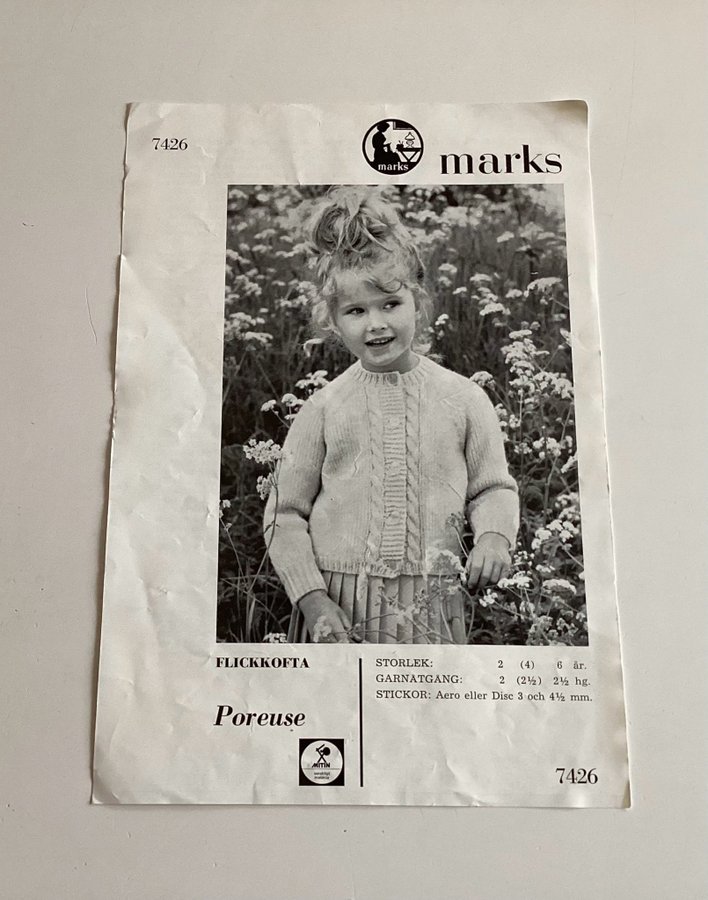 7426
marks
marks
FLICKKOFTA
Poreuse
MITIN
STORLEK: 2 (4) 6 år.
GARNÅTGÅNG: 2 (2½) 2½ hg.
STICKOR: Aero eller Disc 3 och 4½ mm.
7426